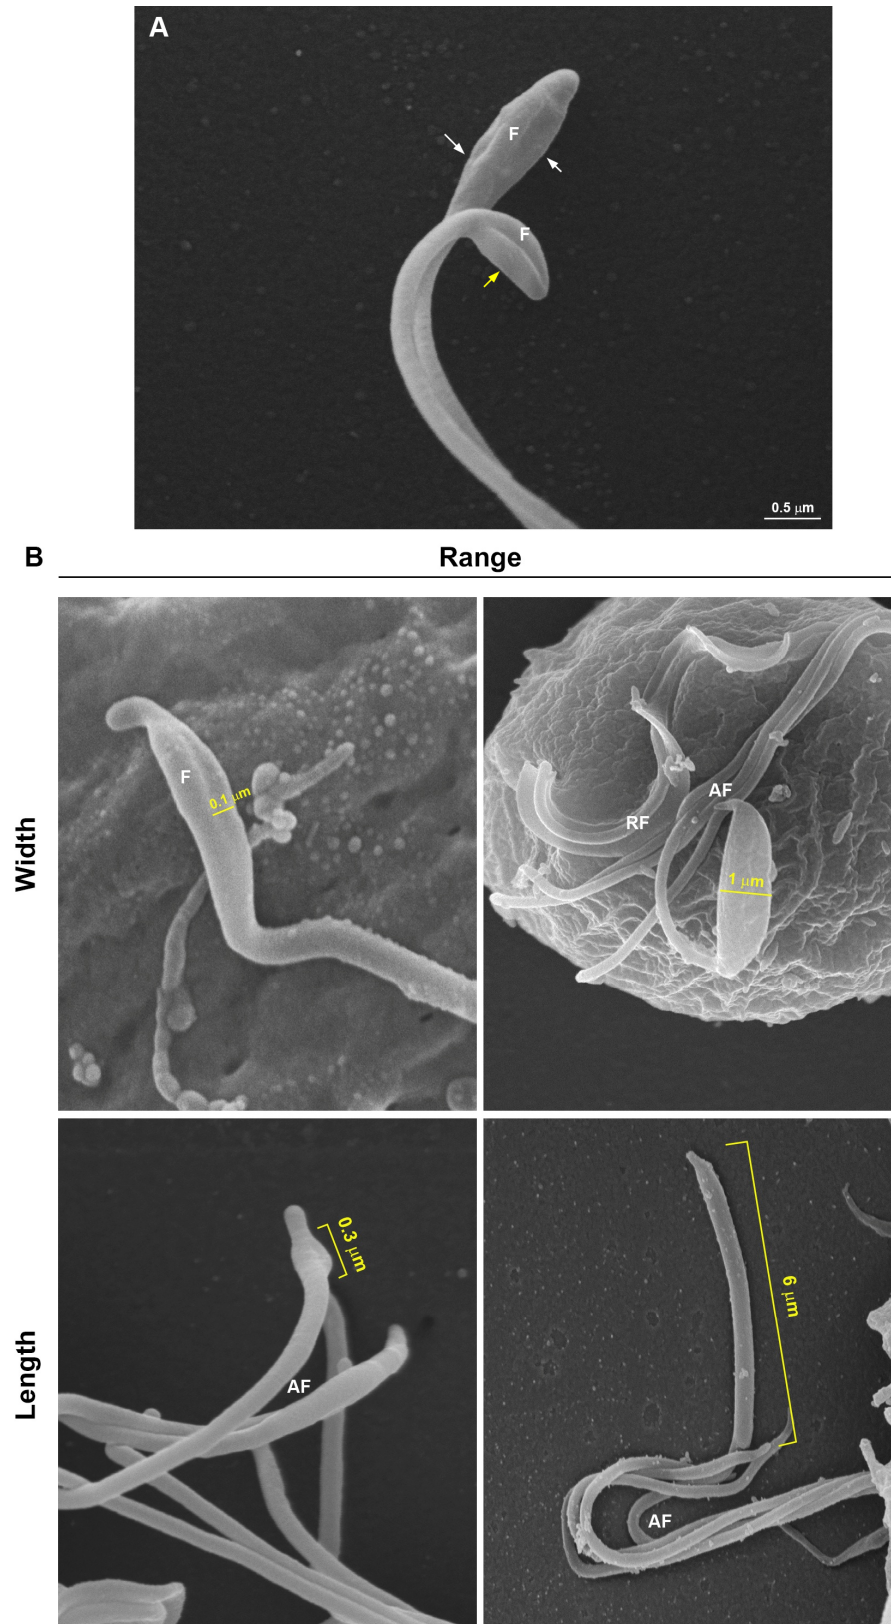 A
F
F
0.5 μm
B
Range
Width
F
0.1 μm
AF
RF
1 μm
Length
0.3 μm
AF
6 μm
AF